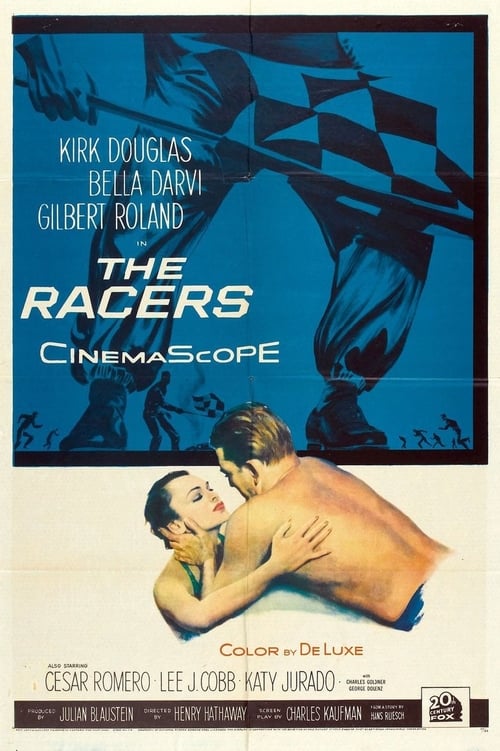 KIRK DOUGLAS
BELLA DARVI
GILBERT ROLAND
IN
THE
RACERS
CINEMASCOPE
COLOR BY DE LUXE
ALSO STARRING
CESAR ROMERO · LEE J. COBB · KATY JURADO
with
CHARLES GOLDNER
GEORGE DOLENZ
PRODUCED BY JULIAN BLAUSTEIN
DIRECTED BY HENRY HATHAWAY
SCREEN PLAY BY CHARLES KAUFMAN
FROM A STORY BY HANS RUESCH
20th
CENTURY
FOX